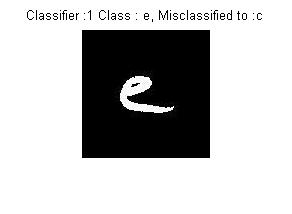 Classifier :1 Class : e, Misclassified to :c
e